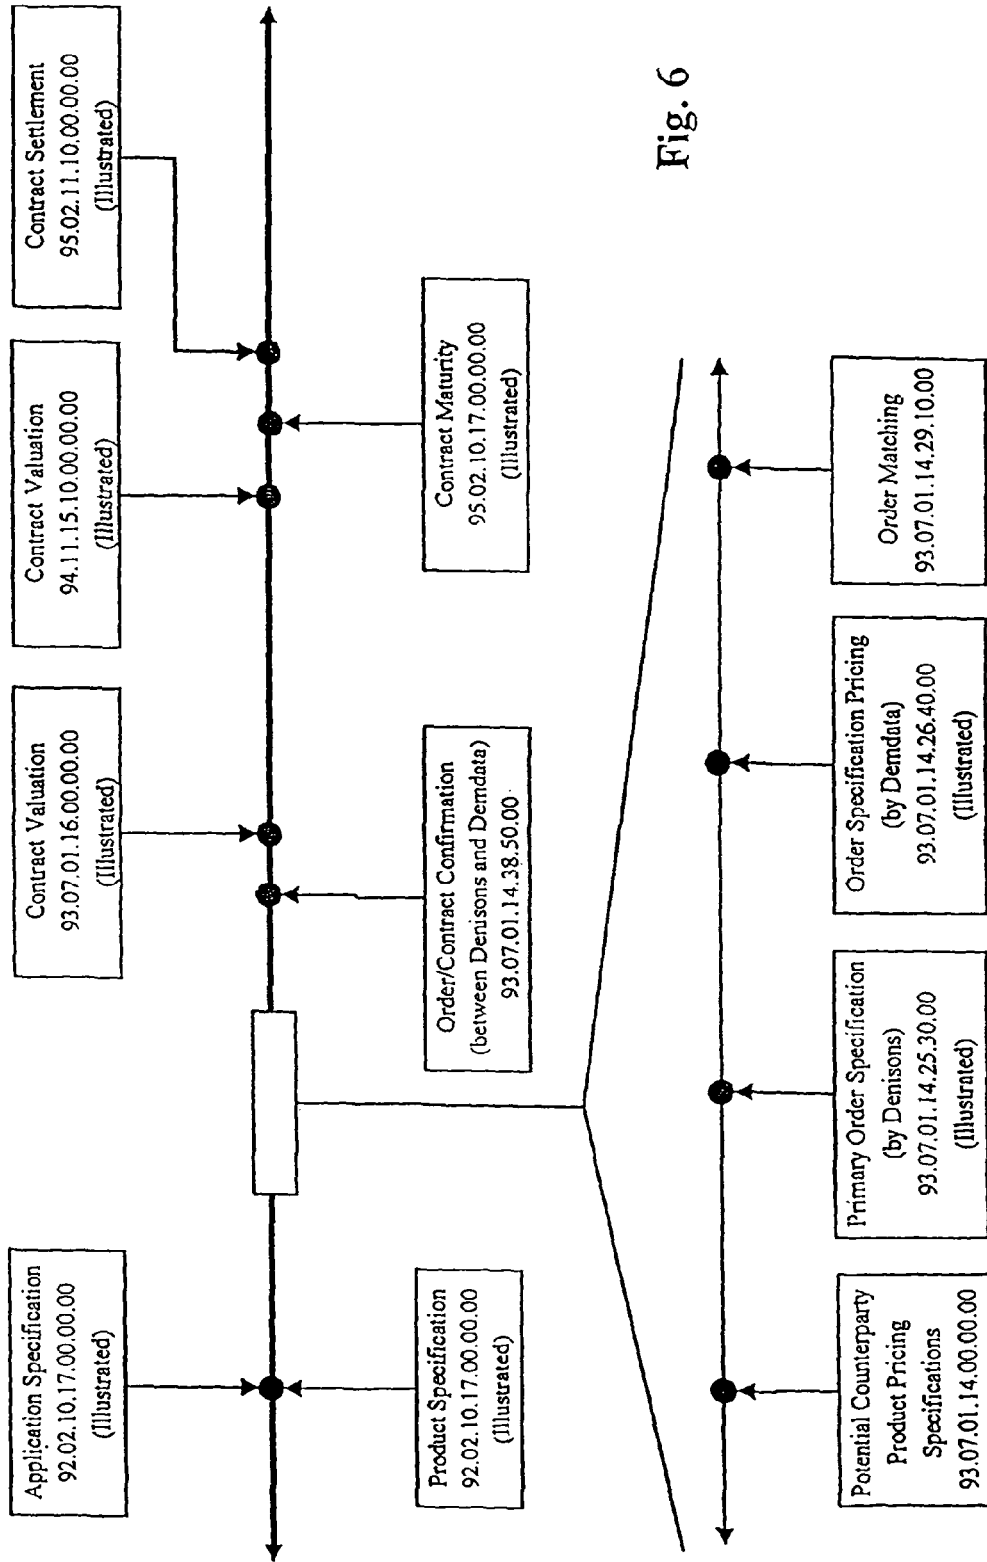 Application Specification
92.02.10.17.00.00.00
(Illustrated)
Contract Valuation
93.07.01.16.00.00.00
(Illustrated)
Contract Valuation
94.11.15.10.00.00.00
(Illustrated)
Contract Settlement
95.02.11.10.00.00.00
(Illustrated)
Product Specification
92.02.10.17.00.00.00
(Illustrated)
Order/Contract Confirmation
(between Denisons and Demdata)
93.07.01.14.38.50.00
Contract Maturity
95.02.10.17.00.00.00
(Illustrated)
Potential Counterparty
Product Pricing
Specifications
93.07.01.14.00.00.00
Primary Order Specification
(by Denisons)
93.07.01.14.25.30.00
(Illustrated)
Order Specification Pricing
(by Demdata)
93.07.01.14.26.40.00
(Illustrated)
Order Matching
93.07.01.14.29.10.00
Fig. 6